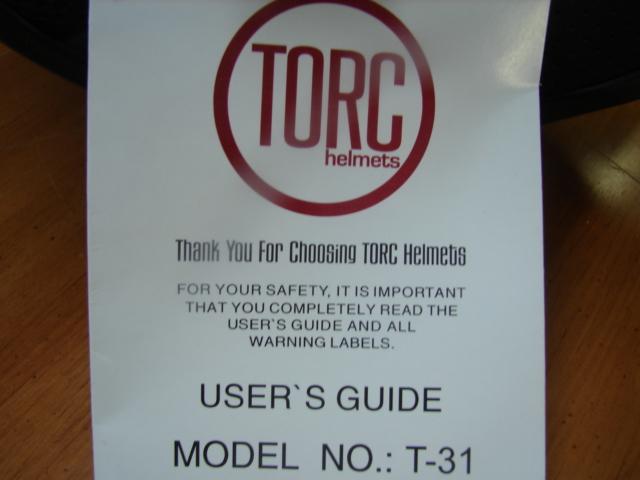 TORC
helmets
Thank You For Choosing TORC Helmets
FOR YOUR SAFETY, IT IS IMPORTANT
THAT YOU COMPLETELY READ THE
USER'S GUIDE AND ALL
WARNING LABELS.
USER`S GUIDE
MODEL NO.: T-31